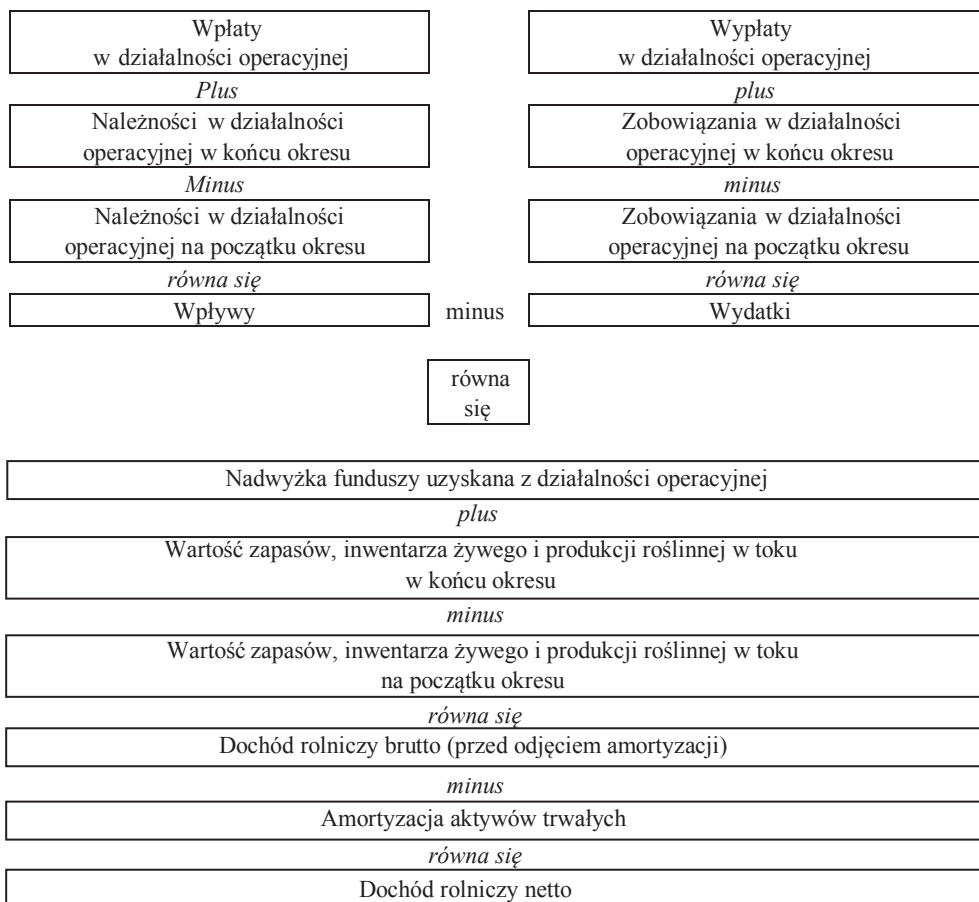 Wpłaty
w działalności operacyjnej
Plus
Należności w działalności
operacyjnej w końcu okresu
Minus
Należności w działalności
operacyjnej na początku okresu
równa się
Wpływy
minus
Wypłaty
w działalności operacyjnej
plus
Zobowiązania w działalności
operacyjnej w końcu okresu
minus
Zobowiązania w działalności
operacyjnej na początku okresu
równa się
Wydatki
równa
się
Nadwyżka funduszy uzyskana z działalności operacyjnej
plus
Wartość zapasów, inwentarza żywego i produkcji roślinnej w toku
w końcu okresu
minus
Wartość zapasów, inwentarza żywego i produkcji roślinnej w toku
na początku okresu
równa się
Dochód rolniczy brutto (przed odjęciem amortyzacji)
minus
Amortyzacja aktywów trwałych
równa się
Dochód rolniczy netto